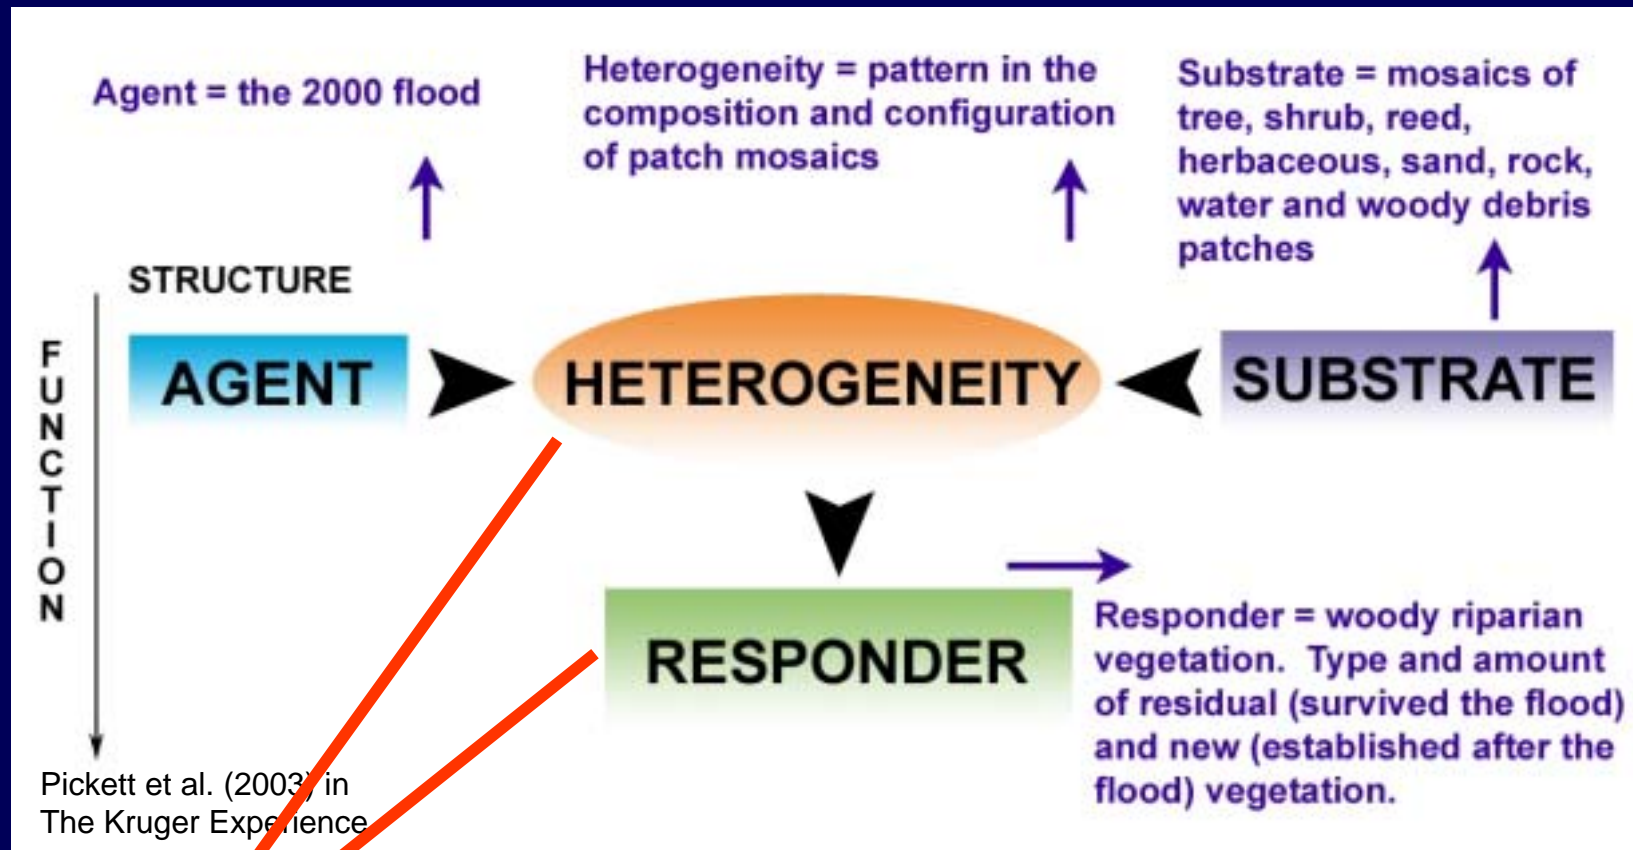 Agent = the 2000 flood
Heterogeneity = pattern in the
composition and configuration
of patch mosaics
Substrate = mosaics of
tree, shrub, reed,
herbaceous, sand, rock,
water and woody debris
patches
STRUCTURE
FUNCTION
AGENT
HETEROGENEITY
SUBSTRATE
RESPONDER
Responder = woody riparian
vegetation. Type and amount
of residual (survived the flood)
and new (established after the
flood) vegetation.
Pickett et al. (2003) in
The Kruger Experience